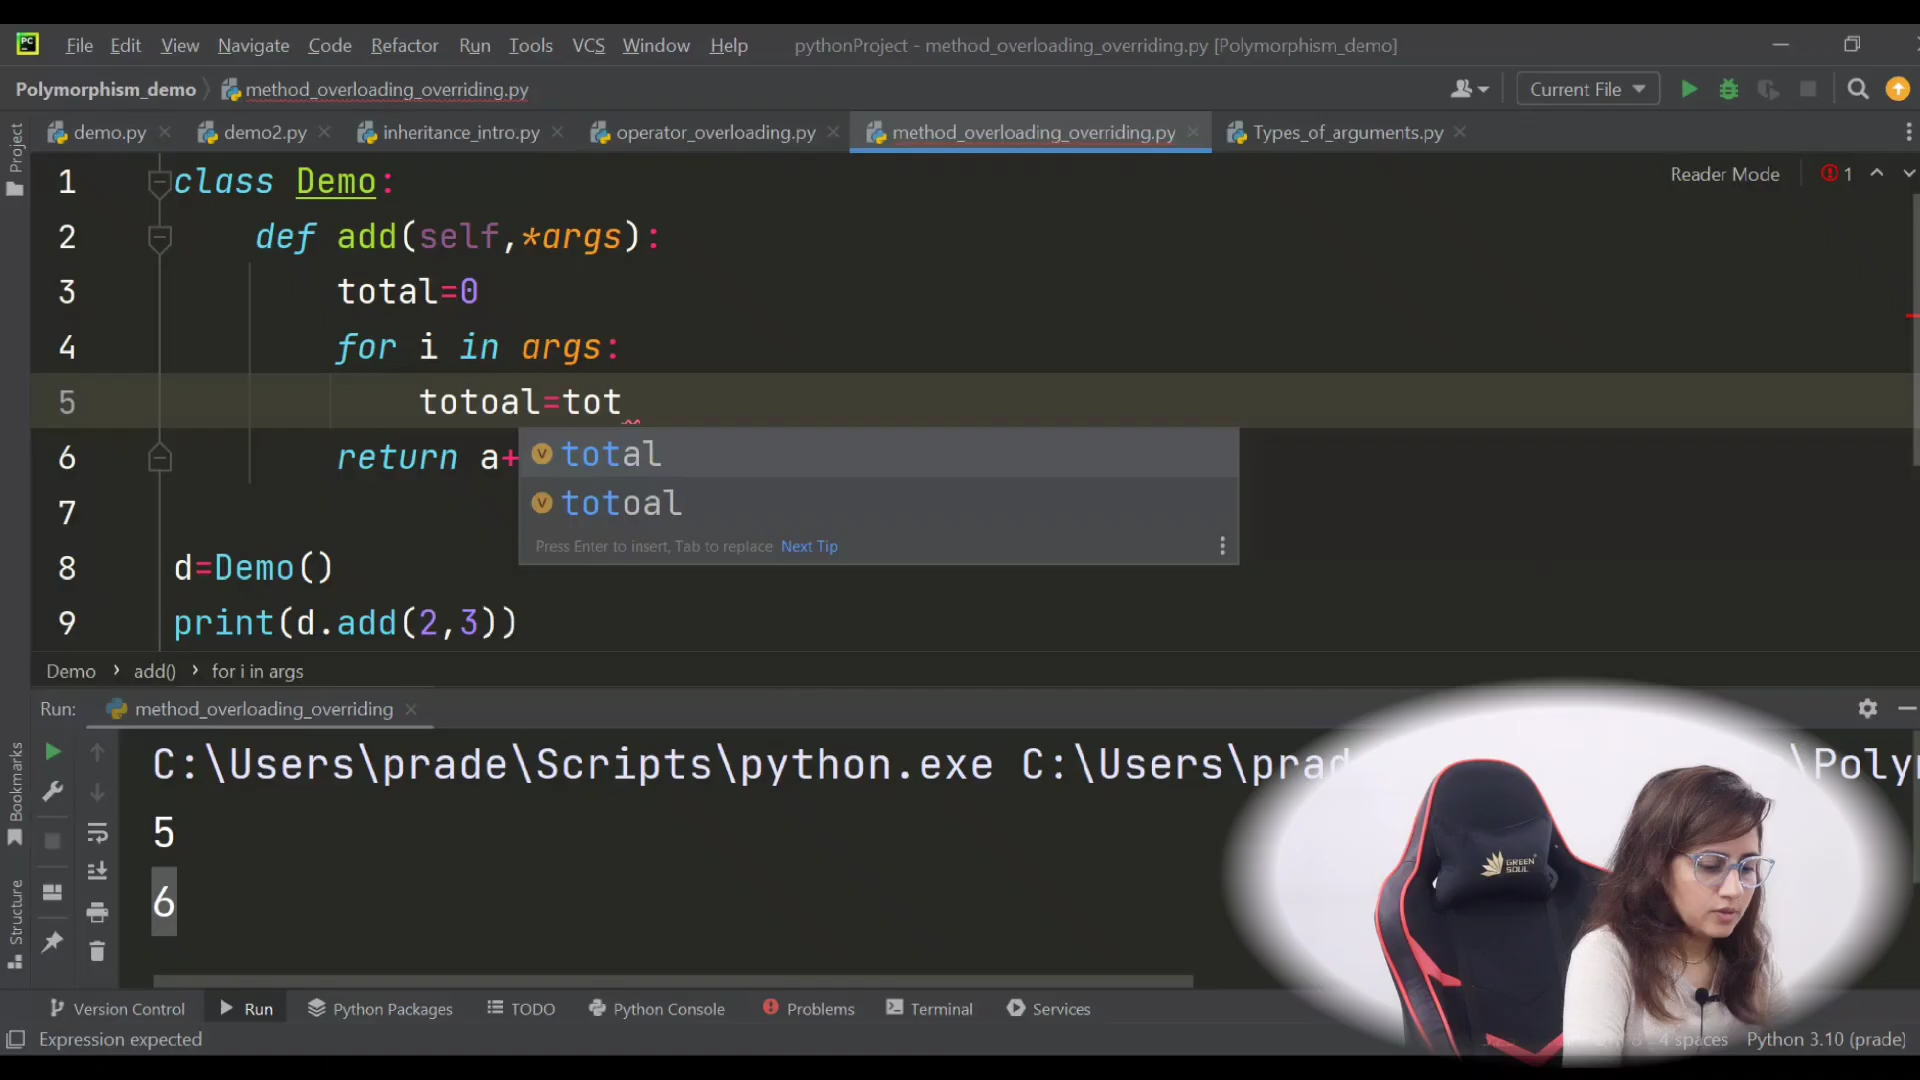 File Edit View Navigate Code Refactor Run Tools VCS Window Help pythonProject - method_overloading_overriding.py [Polymorphism_demo]
Polymorphism_demo method_overloading_overriding.py Current File
demo.py demo2.py inheritance_intro.py operator_overloading.py method_overloading_overriding.py Types_of_arguments.py
Project
Reader Mode 1
1 class Demo:
2 def add(self,*args):
3 total=0
4 for i in args:
5 totoal=tot
6 return a+
total
totoal
Press Enter to insert, Tab to replace Next Tip
7
8 d=Demo()
9 print(d.add(2,3))
Demo add() for i in args
Run: method_overloading_overriding
Bookmarks
Structure
C:\Users\prade\Scripts\python.exe C:\Users\prade \Poly
5
6
GREEN
SOUL
Version Control Run Python Packages TODO Python Console Problems Terminal Services
Expression expected 4 spaces Python 3.10 (prade)